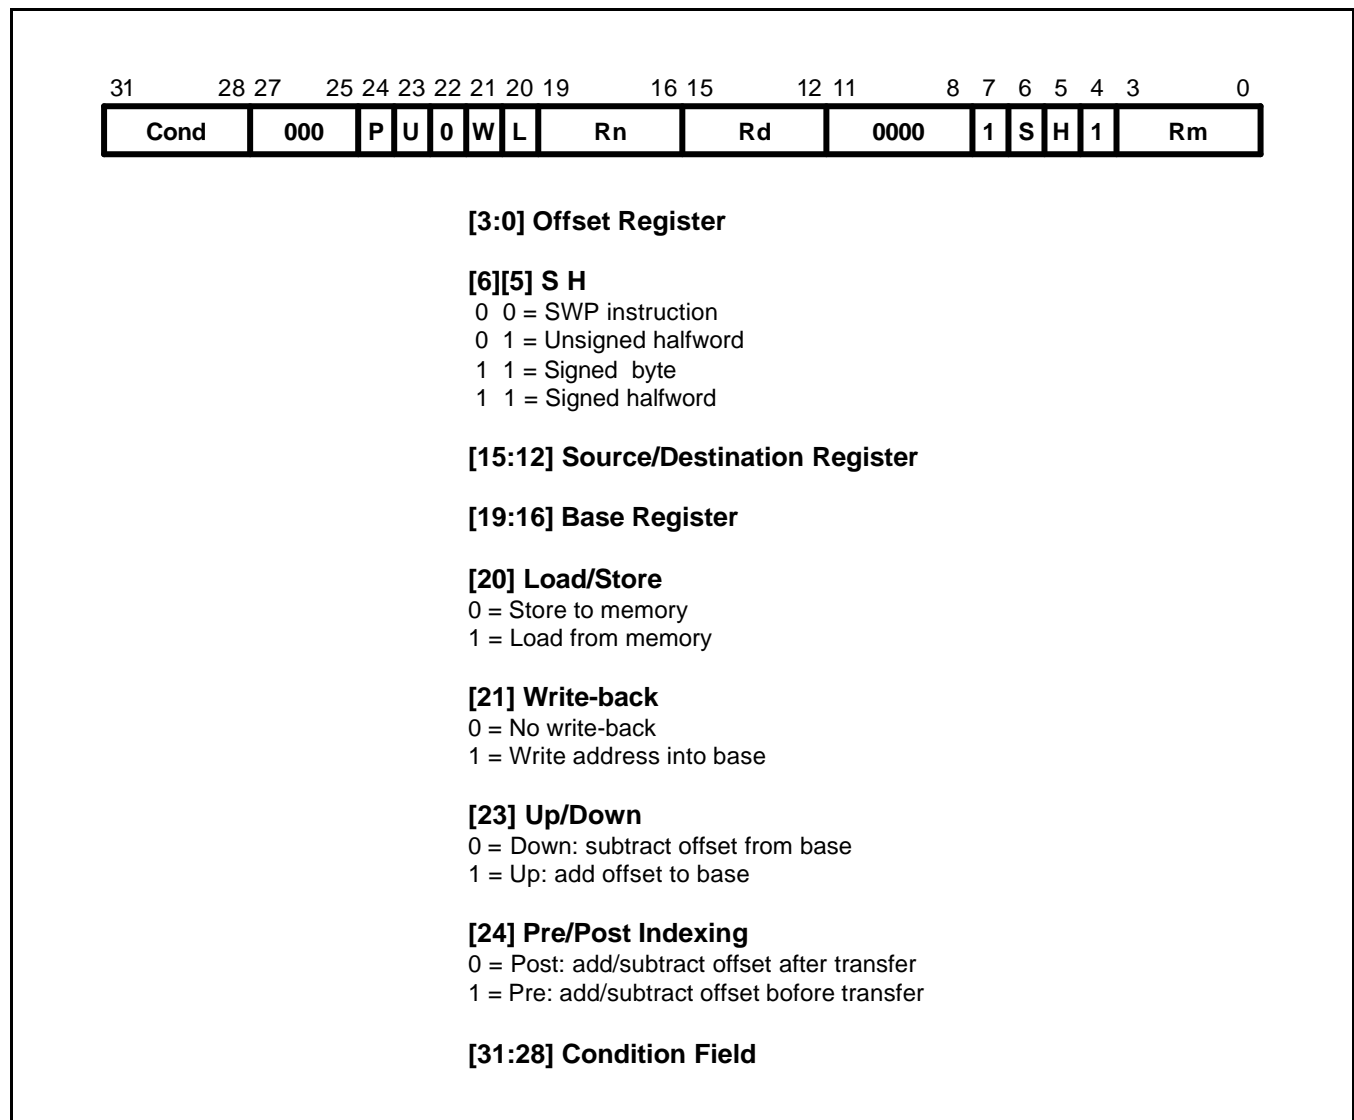 31 28 27 25 24 23 22 21 20 19 16 15 12 11 8 7 6 5 4 3 0
Cond 000 P U 0 W L Rn Rd 0000 1 S H 1 Rm
[3:0] Offset Register
[6][5] S H
0 0 = SWP instruction
0 1 = Unsigned halfword
1 1 = Signed byte
1 1 = Signed halfword
[15:12] Source/Destination Register
[19:16] Base Register
[20] Load/Store
0 = Store to memory
1 = Load from memory
[21] Write-back
0 = No write-back
1 = Write address into base
[23] Up/Down
0 = Down: subtract offset from base
1 = Up: add offset to base
[24] Pre/Post Indexing
0 = Post: add/subtract offset after transfer
1 = Pre: add/subtract offset bofore transfer
[31:28] Condition Field